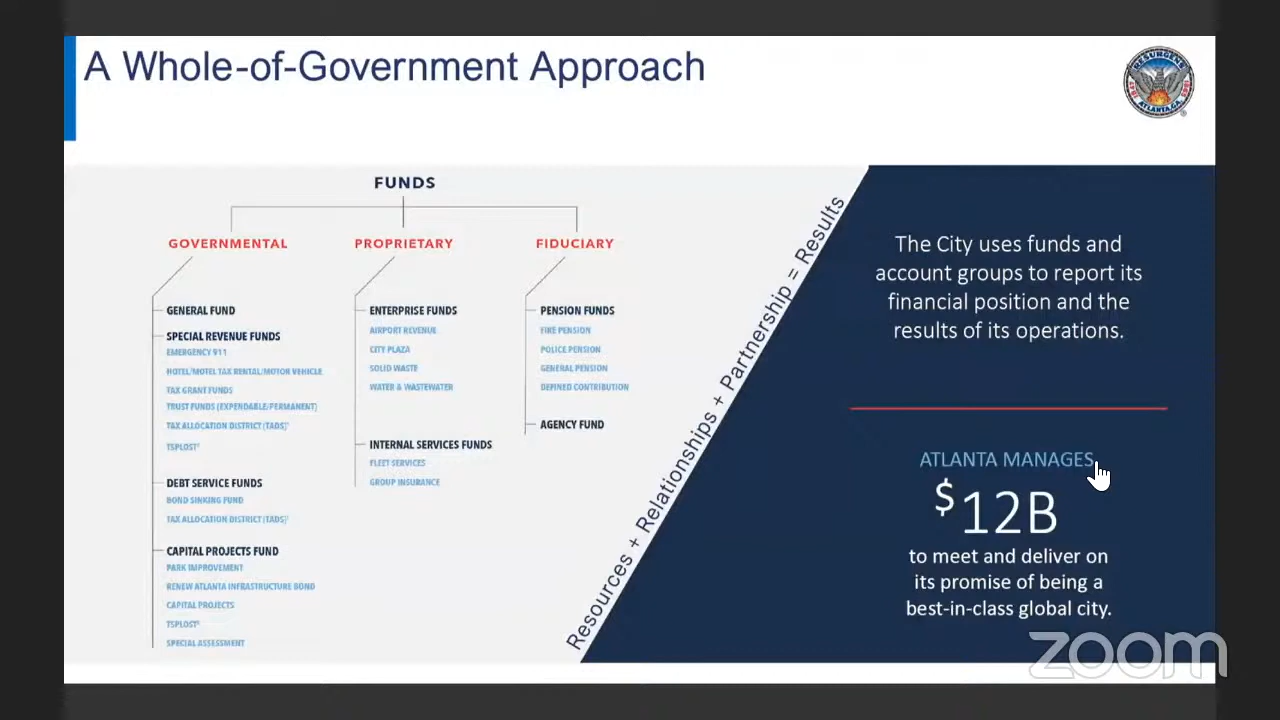 A Whole-of-Government Approach
RESURGENS
1847
1865
ATLANTA, GA.
FUNDS
GOVERNMENTAL
GENERAL FUND
SPECIAL REVENUE FUNDS
EMERGENCY 911
HOTEL/MOTEL TAX RENTAL/MOTOR VEHICLE
TAX GRANT FUNDS
TRUST FUNDS (EXPENDABLE/PERMANENT)
TAX ALLOCATION DISTRICT (TADS)
TSPLOST
DEBT SERVICE FUNDS
BOND SINKING FUND
TAX ALLOCATION DISTRICT (TADS)
CAPITAL PROJECTS FUND
PARK IMPROVEMENT
RENEW ATLANTA INFRASTRUCTURE BOND
CAPITAL PROJECTS
TSPLOST
SPECIAL ASSESSMENT
PROPRIETARY
ENTERPRISE FUNDS
AIRPORT REVENUE
CITY PLAZA
SOLID WASTE
WATER & WASTEWATER
INTERNAL SERVICES FUNDS
FLEET SERVICES
GROUP INSURANCE
FIDUCIARY
PENSION FUNDS
FIRE PENSION
POLICE PENSION
GENERAL PENSION
DEFINED CONTRIBUTION
AGENCY FUND
Resources + Relationships + Partnership = Results
The City uses funds and
account groups to report its
financial position and the
results of its operations.
ATLANTA MANAGES
$12B
to meet and deliver on
its promise of being a
best-in-class global city.
zoom